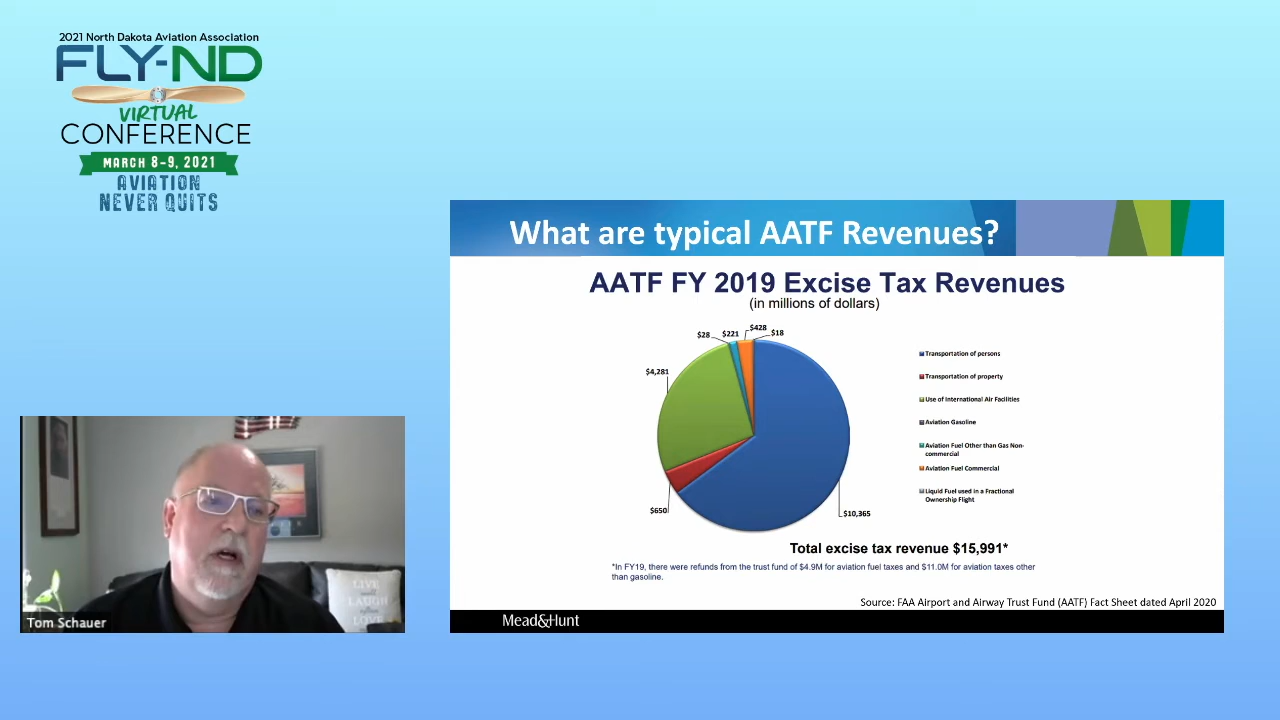 2021 North Dakota Aviation Association
FLY-ND
VIRTUAL
CONFERENCE
MARCH 8-9, 2021
AVIATION
NEVER QUITS
What are typical AATF Revenues?
AATF FY 2019 Excise Tax Revenues
(in millions of dollars)
$28
$221
$428
$18
$4,281
$650
$10,365
Transportation of persons
Transportation of property
Use of International Air Facilities
Aviation Gasoline
Aviation Fuel Other than Gas Non-
commercial
Aviation Fuel Commercial
Liquid Fuel used in a Fractional
Ownership Flight
Total excise tax revenue $15,991*
*In FY19, there were refunds from the trust fund of $4.9M for aviation fuel taxes and $11.0M for aviation taxes other
than gasoline.
Source: FAA Airport and Airway Trust Fund (AATF) Fact Sheet dated April 2020
Mead&Hunt
LIVE
LAUGH
LOVE
Tom Schauer